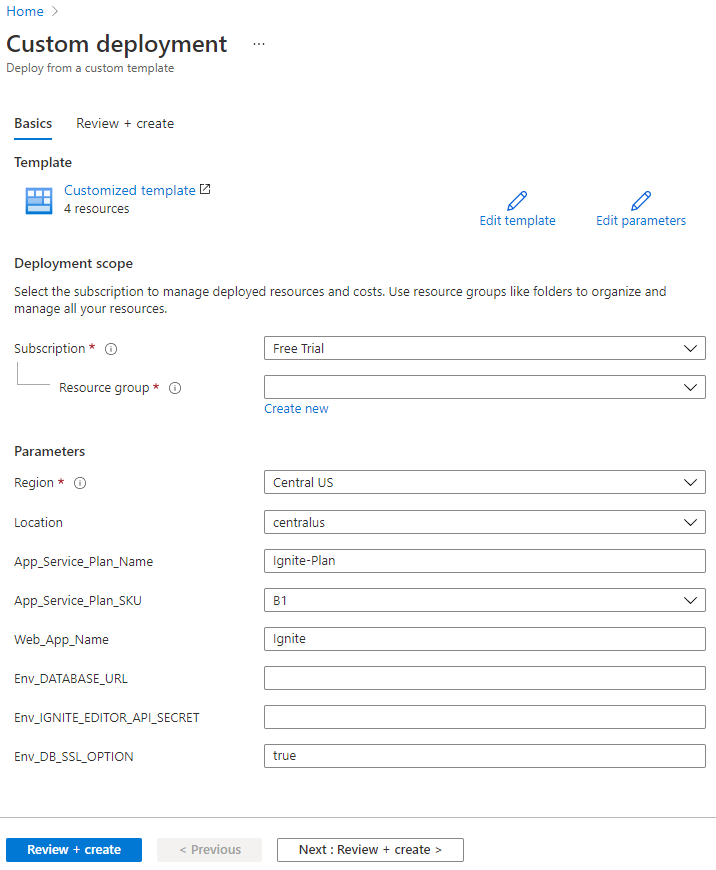 Home >
Custom deployment ...
Deploy from a custom template
Basics Review + create
Template
Customized template
4 resources
Edit template Edit parameters
Deployment scope
Select the subscription to manage deployed resources and costs. Use resource groups like folders to organize and
manage all your resources.
Subscription * Free Trial
Resource group *
Create new
Parameters
Region * Central US
Location centralus
App_Service_Plan_Name Ignite-Plan
App_Service_Plan_SKU B1
Web_App_Name Ignite
Env_DATABASE_URL
Env_IGNITE_EDITOR_API_SECRET
Env_DB_SSL_OPTION true
Review + create < Previous Next : Review + create >